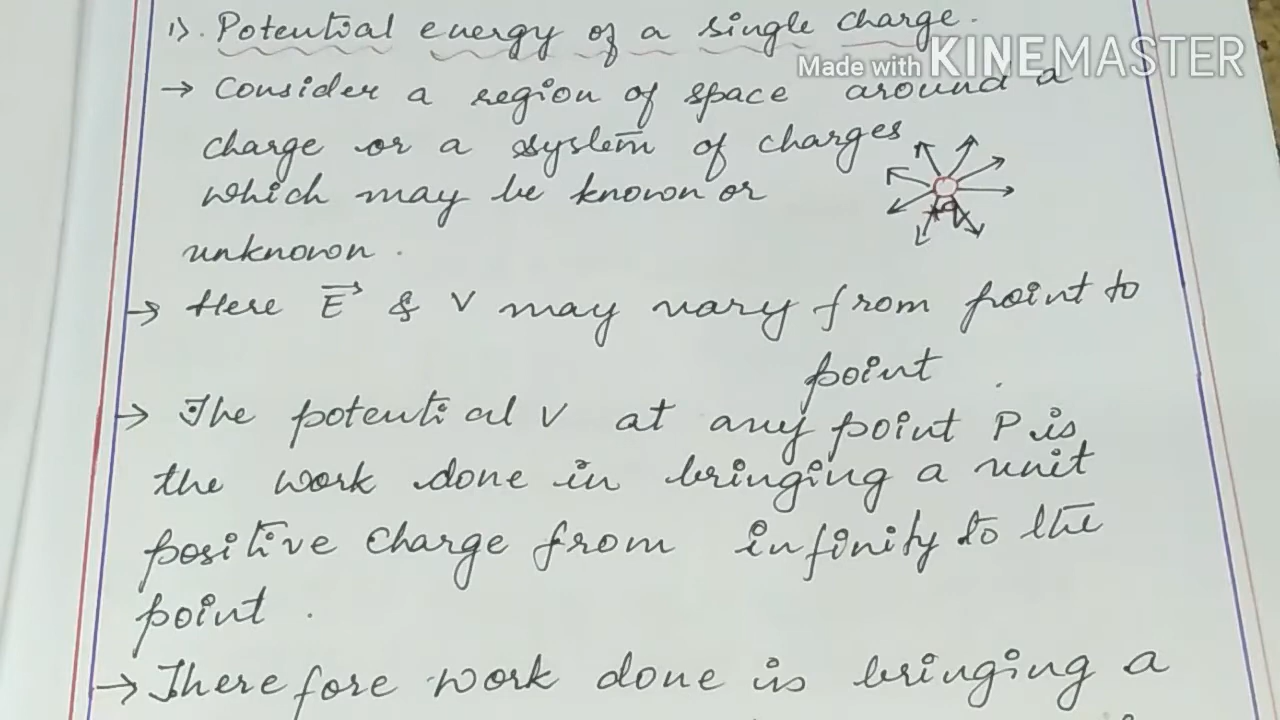 1). Potential energy of a single charge.
Made with KINEMASTER
→ Consider a region of space around a
charge or a system of charges
which may be known or
unknown.
+q
→ Here E⃗ & V may vary from point to
point.
→ The potential V at any point P is
the work done in bringing a unit
positive charge from infinity to the
point.
→ Therefore work done is bringing a